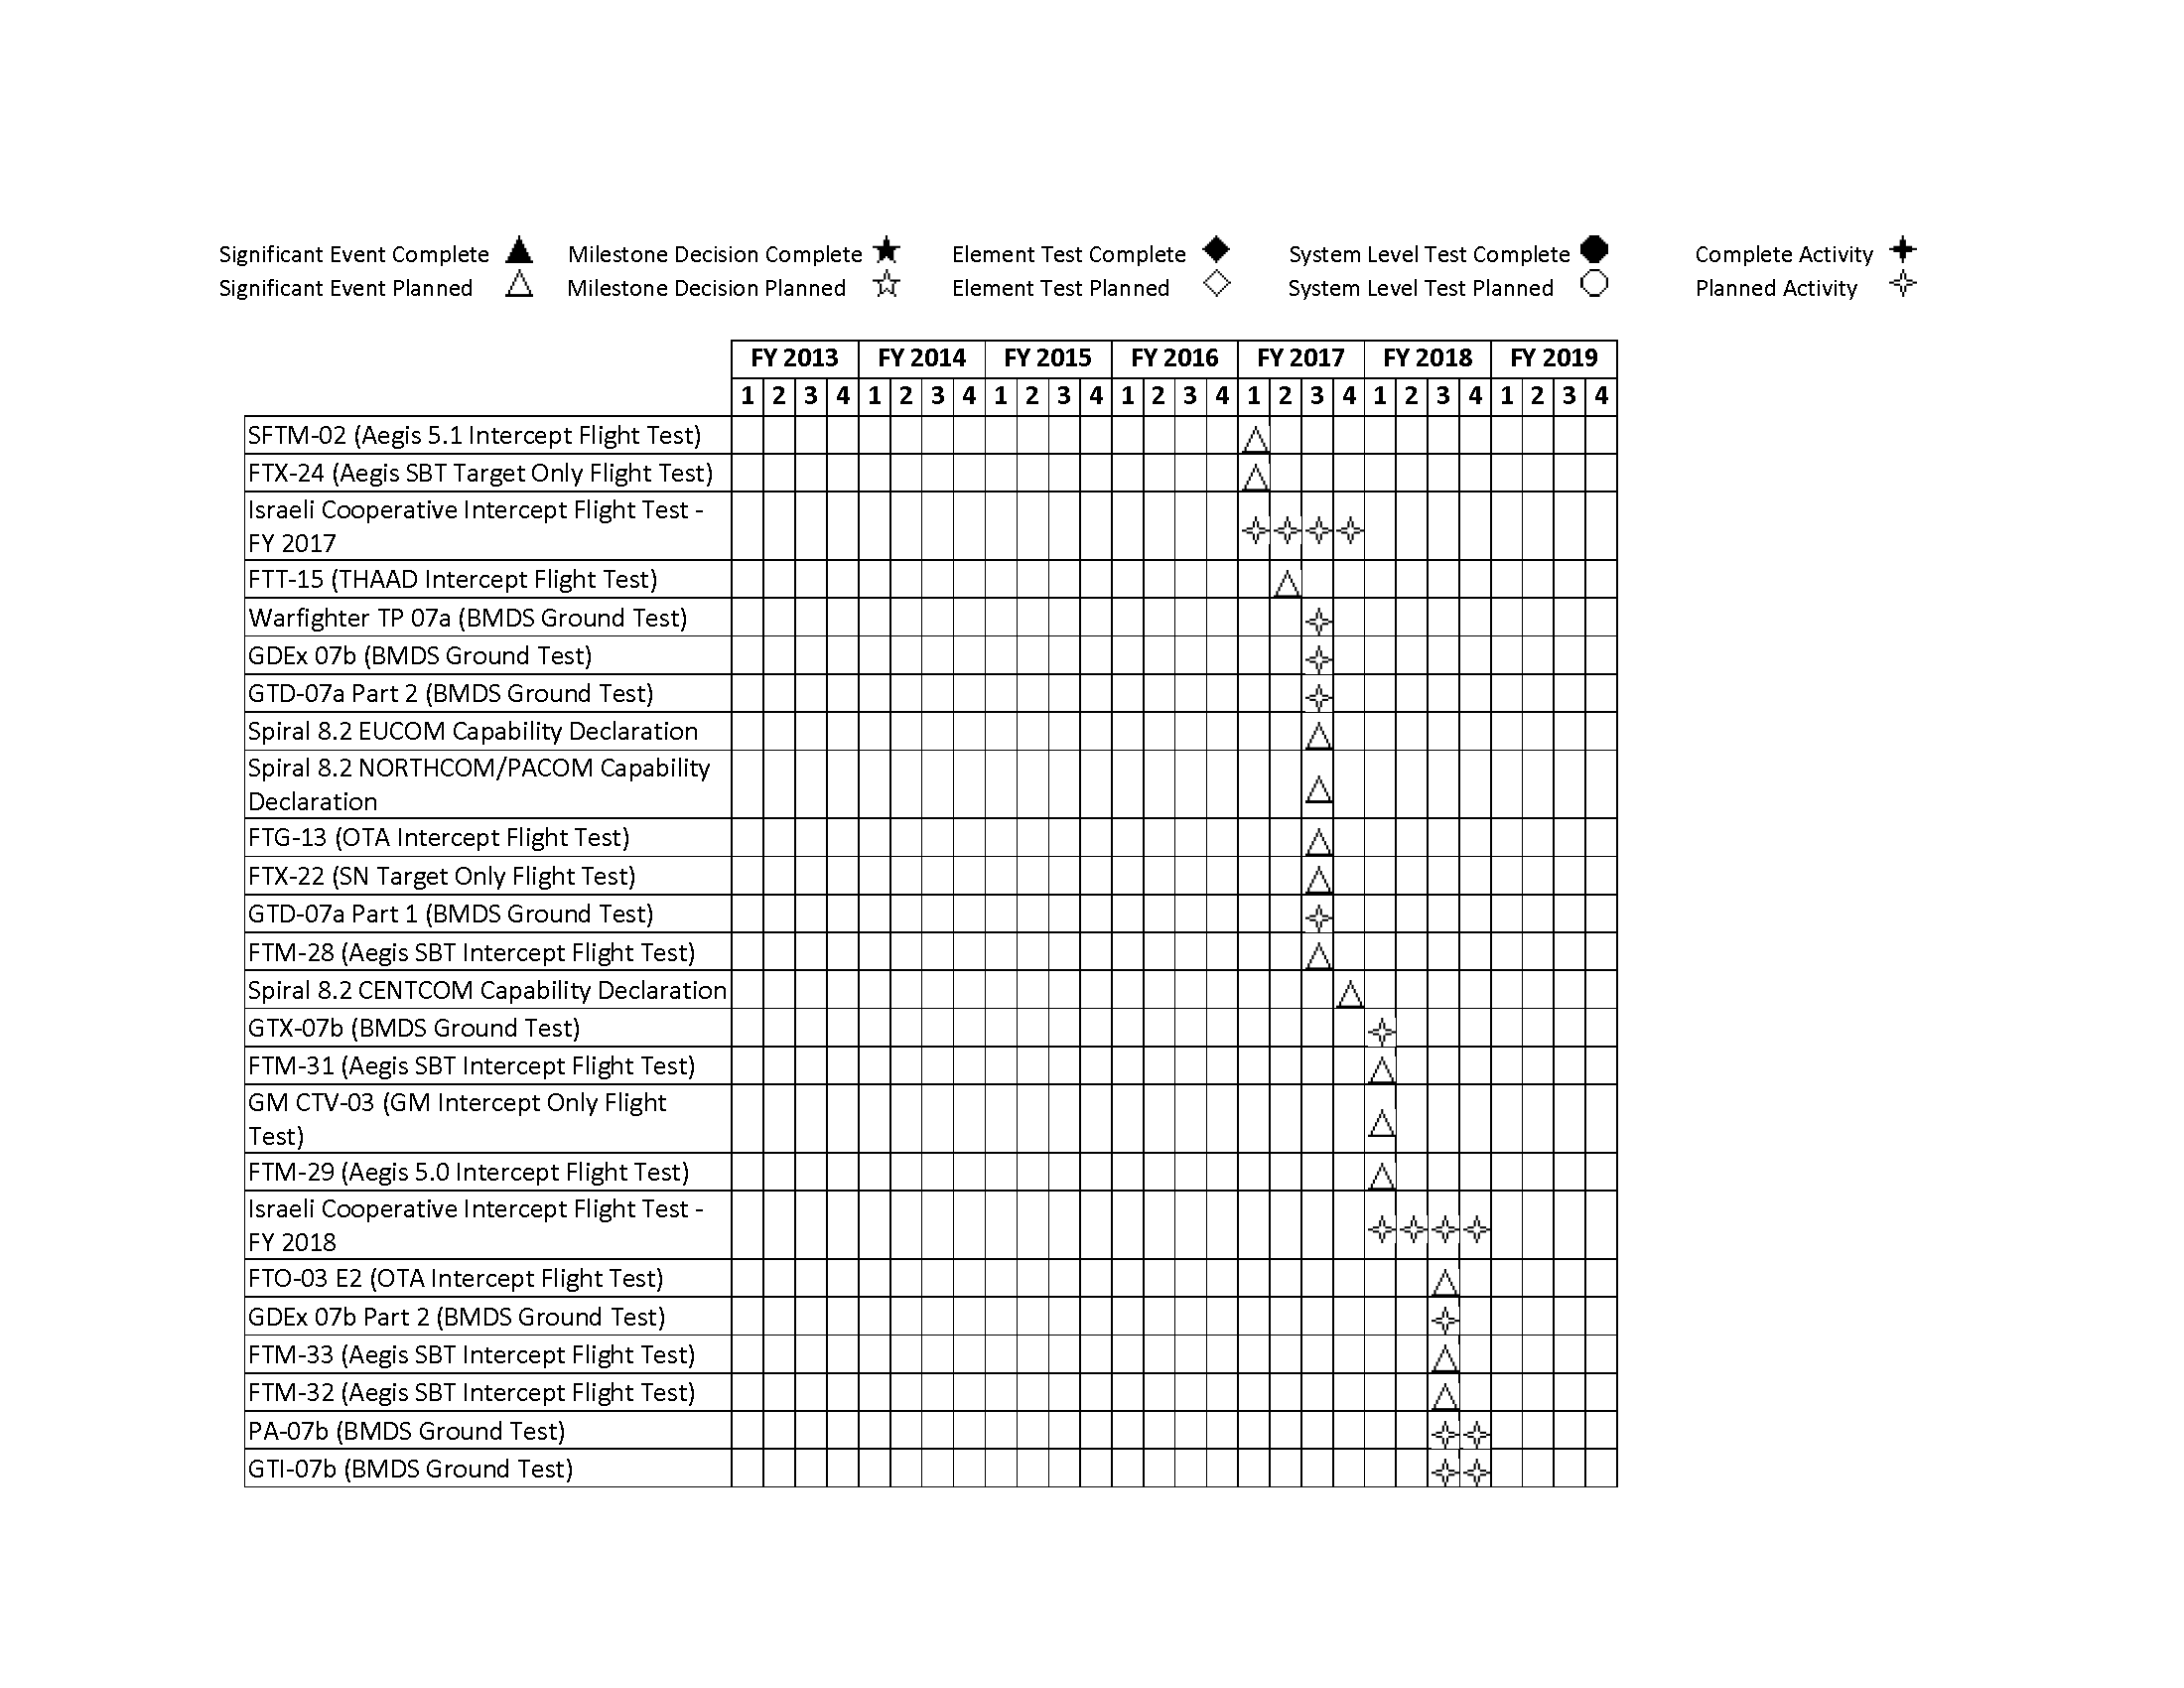 Significant Event Complete Milestone Decision Complete Element Test Complete System Level Test Complete Complete Activity
Significant Event Planned Milestone Decision Planned Element Test Planned System Level Test Planned Planned Activity
FY 2013 FY 2014 FY 2015 FY 2016 FY 2017 FY 2018 FY 2019
1 2 3 4 1 2 3 4 1 2 3 4 1 2 3 4 1 2 3 4 1 2 3 4 1 2 3 4
SFTM-02 (Aegis 5.1 Intercept Flight Test)
FTX-24 (Aegis SBT Target Only Flight Test)
Israeli Cooperative Intercept Flight Test -
FY 2017
FTT-15 (THAAD Intercept Flight Test)
Warfighter TP 07a (BMDS Ground Test)
GDEx 07b (BMDS Ground Test)
GTD-07a Part 2 (BMDS Ground Test)
Spiral 8.2 EUCOM Capability Declaration
Spiral 8.2 NORTHCOM/PACOM Capability
Declaration
FTG-13 (OTA Intercept Flight Test)
FTX-22 (SN Target Only Flight Test)
GTD-07a Part 1 (BMDS Ground Test)
FTM-28 (Aegis SBT Intercept Flight Test)
Spiral 8.2 CENTCOM Capability Declaration
GTX-07b (BMDS Ground Test)
FTM-31 (Aegis SBT Intercept Flight Test)
GM CTV-03 (GM Intercept Only Flight
Test)
FTM-29 (Aegis 5.0 Intercept Flight Test)
Israeli Cooperative Intercept Flight Test -
FY 2018
FTO-03 E2 (OTA Intercept Flight Test)
GDEx 07b Part 2 (BMDS Ground Test)
FTM-33 (Aegis SBT Intercept Flight Test)
FTM-32 (Aegis SBT Intercept Flight Test)
PA-07b (BMDS Ground Test)
GTI-07b (BMDS Ground Test)